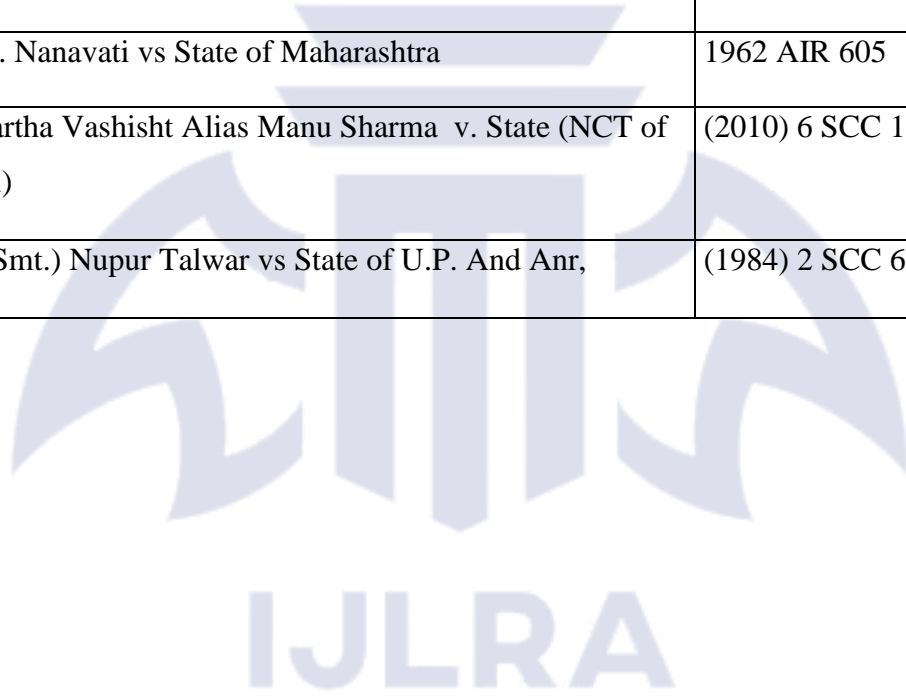 . Nanavati vs State of Maharashtra 1962 AIR 605
artha Vashisht Alias Manu Sharma v. State (NCT of (2010) 6 SCC 1
)
Smt.) Nupur Talwar vs State of U.P. And Anr, (1984) 2 SCC 6
IJLRA